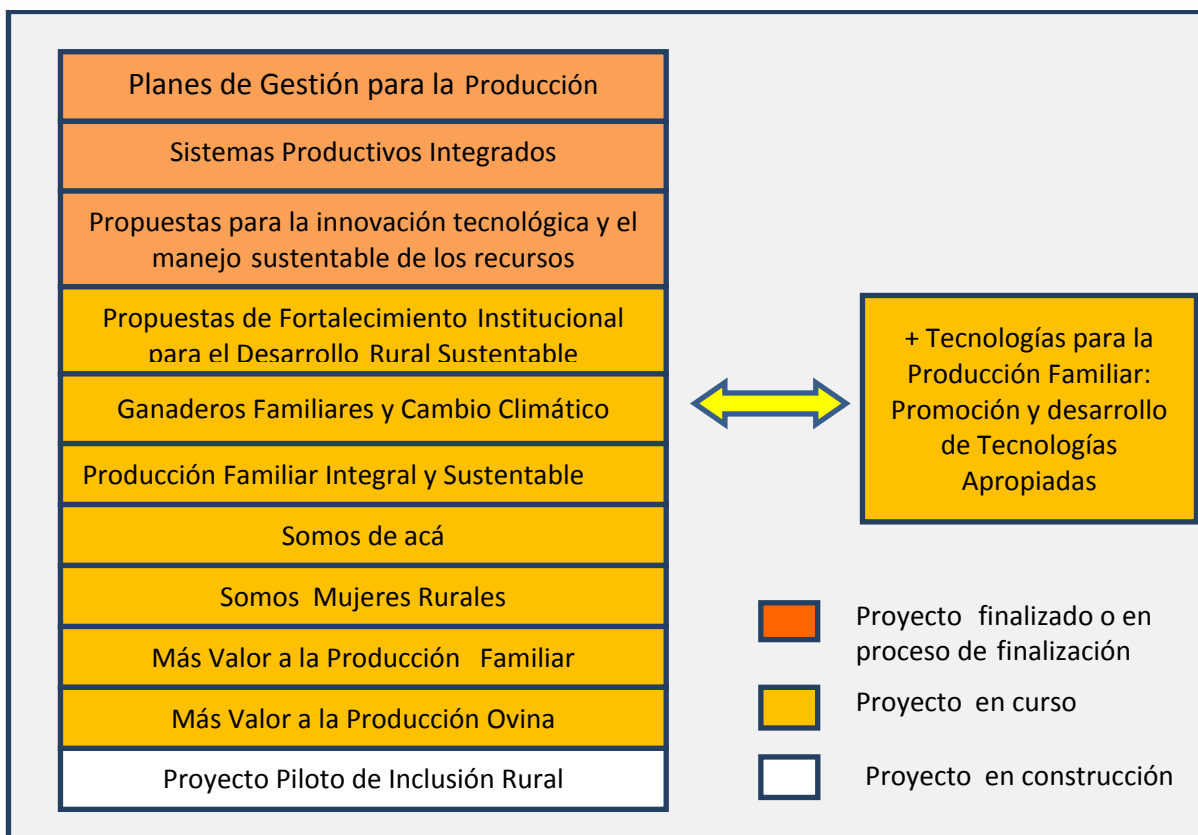 Planes de Gestión para la Producción
Sistemas Productivos Integrados
Propuestas para la innovación tecnológica y el
manejo sustentable de los recursos
Propuestas de Fortalecimiento Institucional
para el Desarrollo Rural Sustentable
Ganaderos Familiares y Cambio Climático
Producción Familiar Integral y Sustentable
Somos de acá
Somos Mujeres Rurales
Más Valor a la Producción Familiar
Más Valor a la Producción Ovina
Proyecto Piloto de Inclusión Rural
+ Tecnologías para la
Producción Familiar:
Promoción y desarrollo
de Tecnologías
Apropiadas
Proyecto finalizado o en
proceso de finalización
Proyecto en curso
Proyecto en construcción